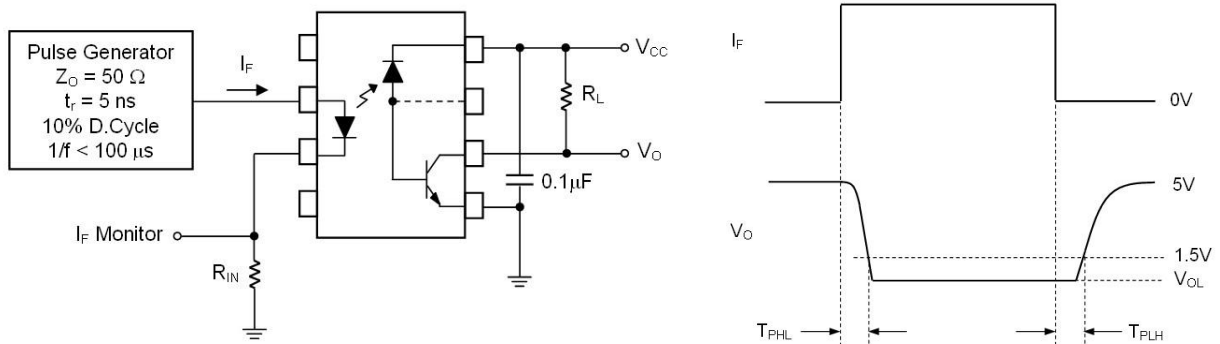 Pulse Generator
Z_O = 50 Ω
t_r = 5 ns
10% D.Cycle
1/f < 100 μs
I_F
I_F Monitor
R_IN
V_CC
R_L
V_O
0.1μF
I_F
0V
5V
V_O
1.5V
V_OL
T_PHL
T_PLH